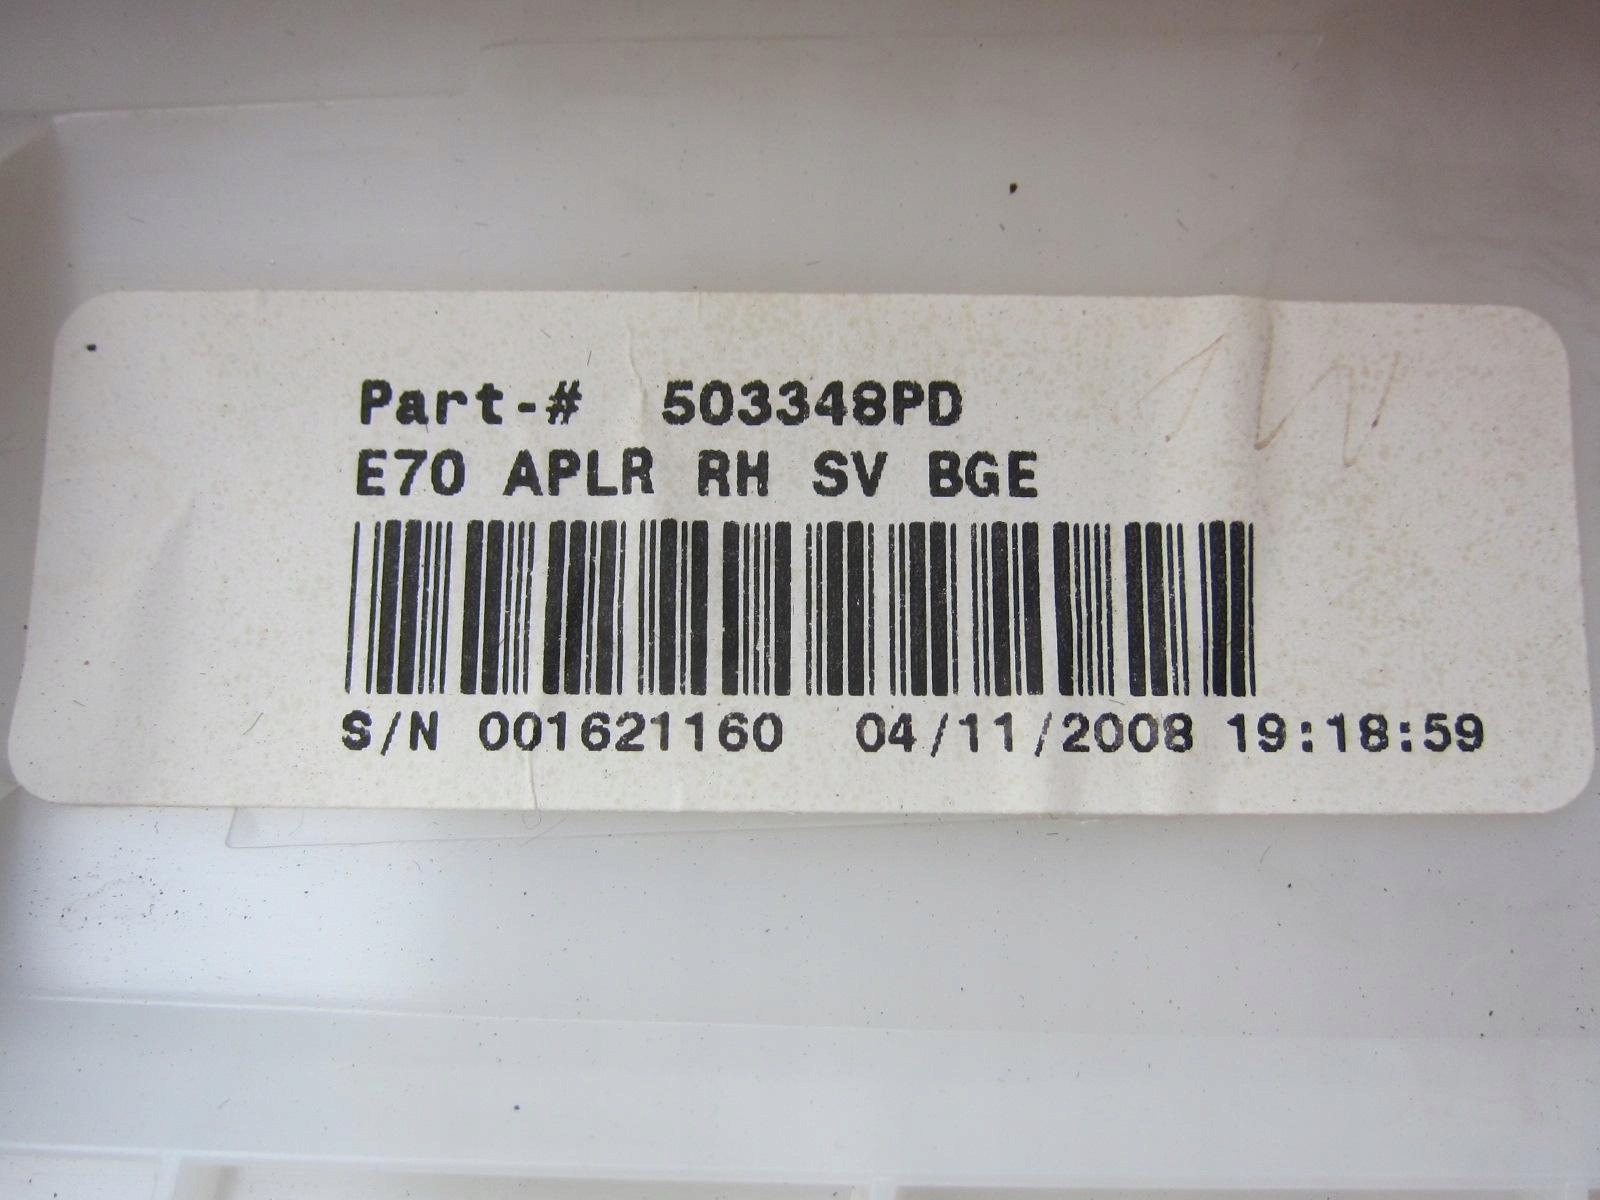 Part-# 503348PD
E70 APLR RH SV BGE
S/N 001621160 04/11/2008 19:18:59